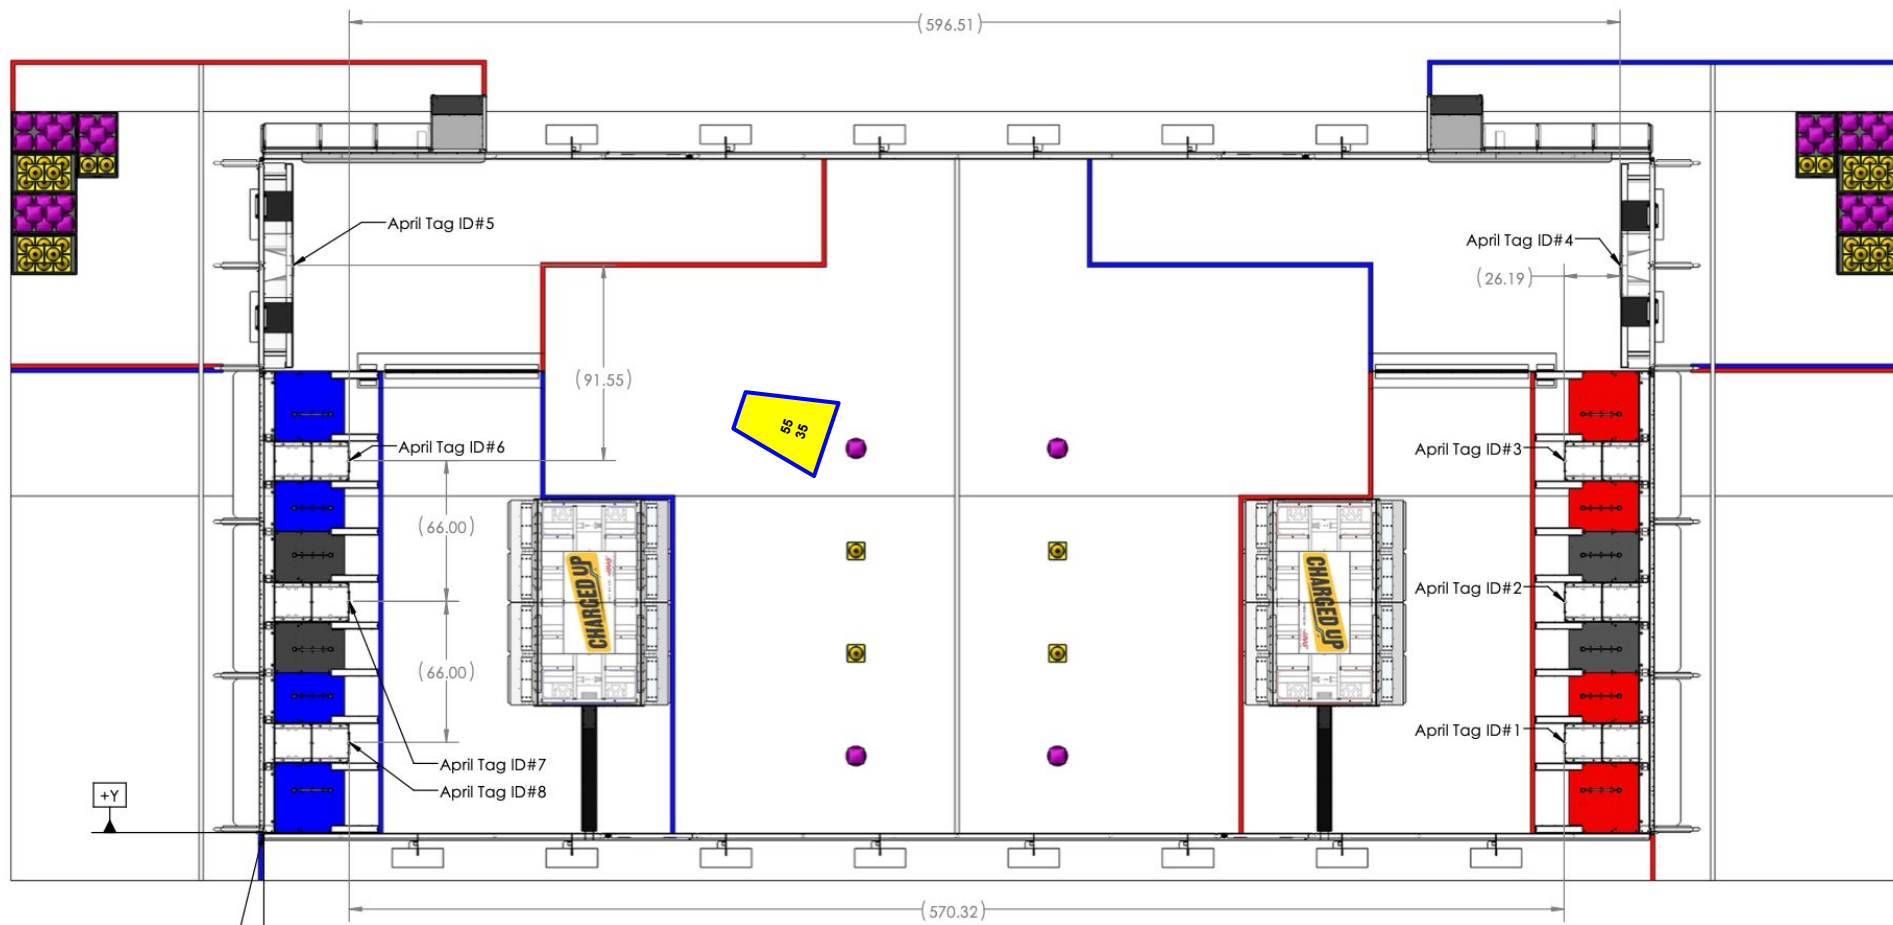 (596.51)
April Tag ID#5
April Tag ID#4
(26.19)
(91.55)
55
35
April Tag ID#6
April Tag ID#3
(66.00)
CHARGED UP
CHARGED UP
April Tag ID#2
(66.00)
April Tag ID#1
April Tag ID#7
April Tag ID#8
+Y
(570.32)